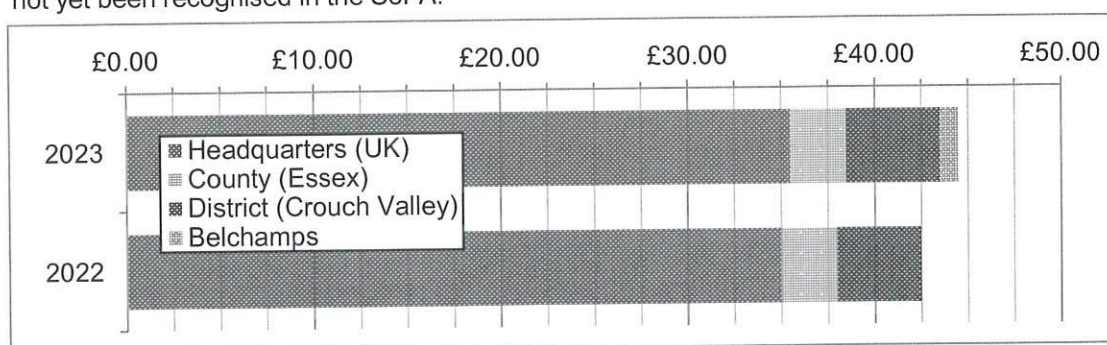 not yet been recognised in the SoFA.
£0.00 £10.00 £20.00 £30.00 £40.00 £50.00
2023
Headquarters (UK)
County (Essex)
District (Crouch Valley)
Belchamps
2022